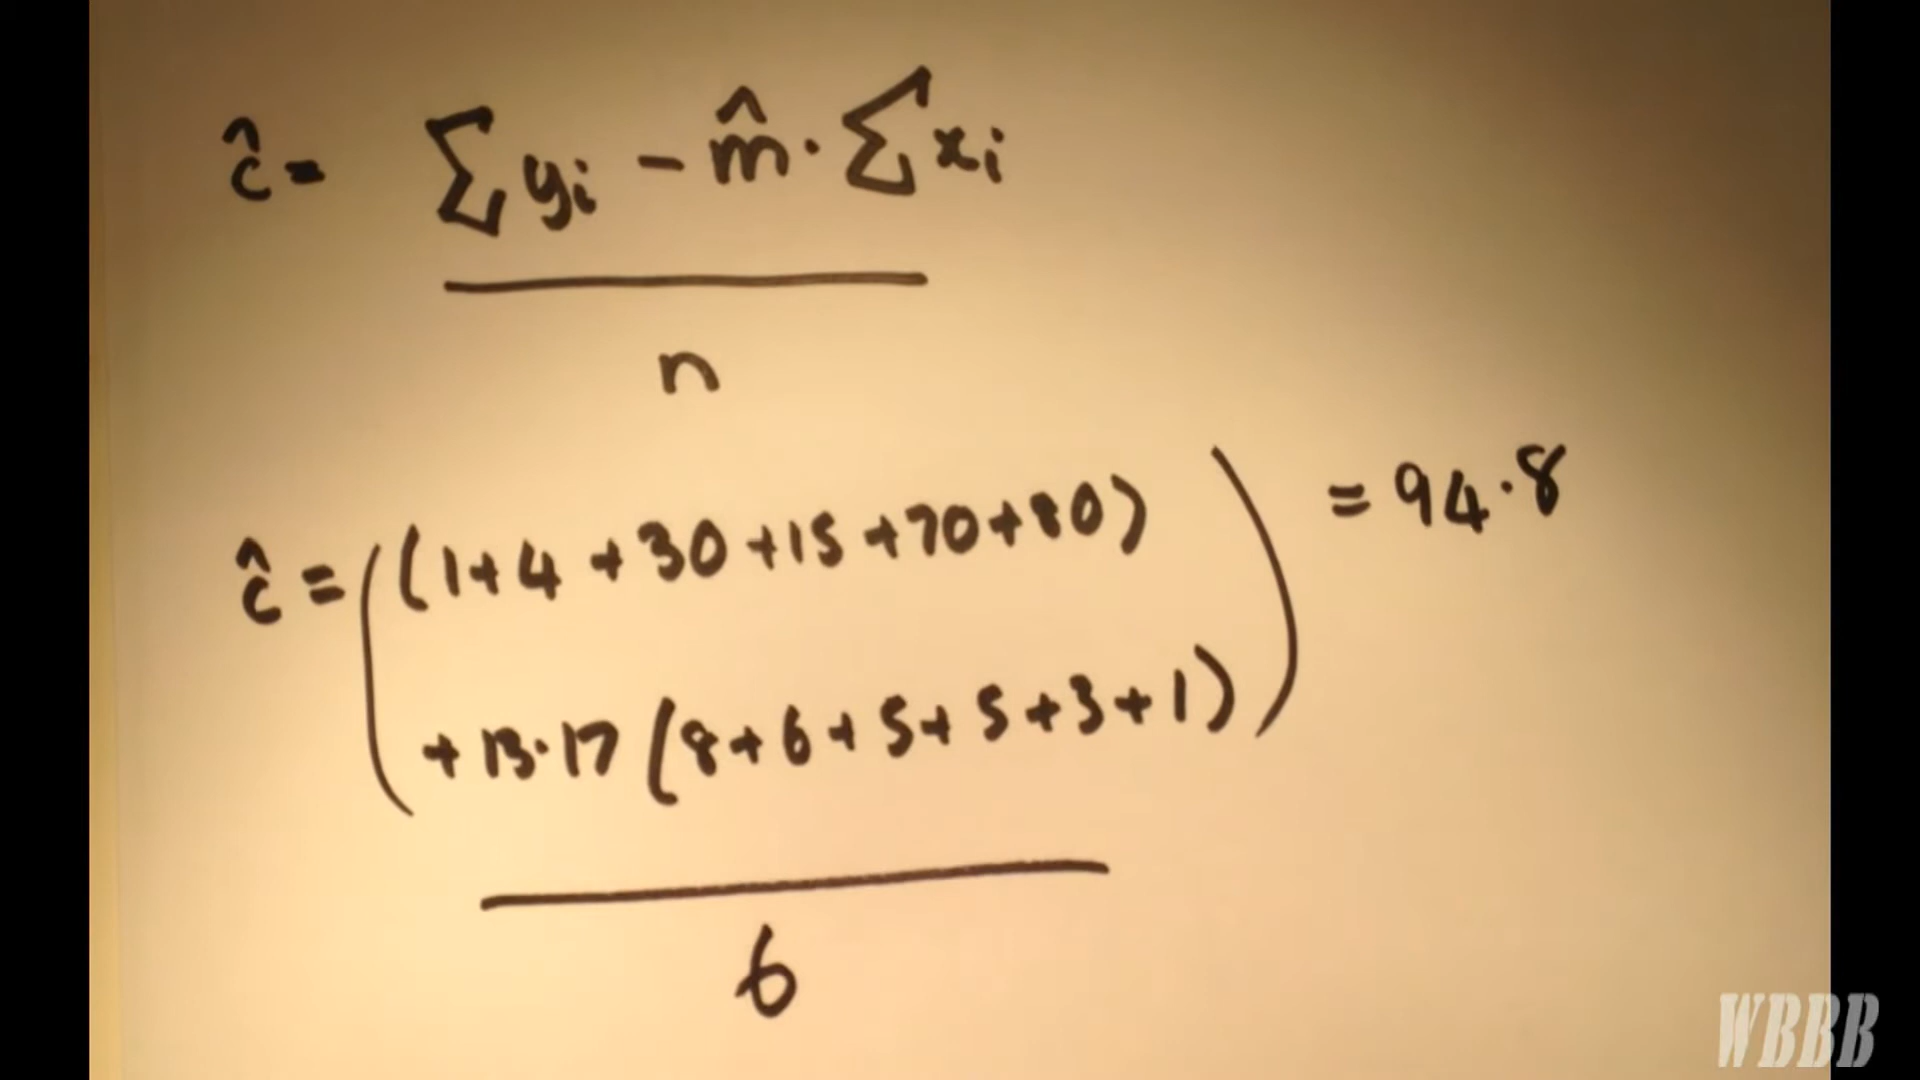 ĉ = Σyi − m̂·Σxi
n
ĉ = ((1+4+30+15+70+80) = 94.8
+13.17(8+6+5+5+3+1))
6
WBBB